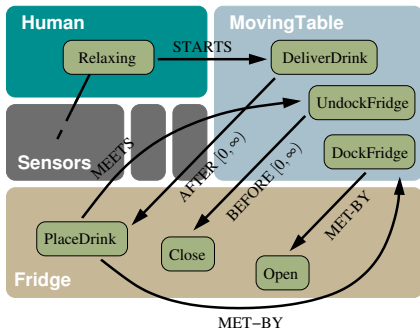 Human
MovingTable
Relaxing
STARTS
DeliverDrink
UndockFridge
DockFridge
Sensors
MEETS
AFTER [0,∞)
BEFORE [0,∞)
MET-BY
PlaceDrink
Close
Open
Fridge
MET−BY